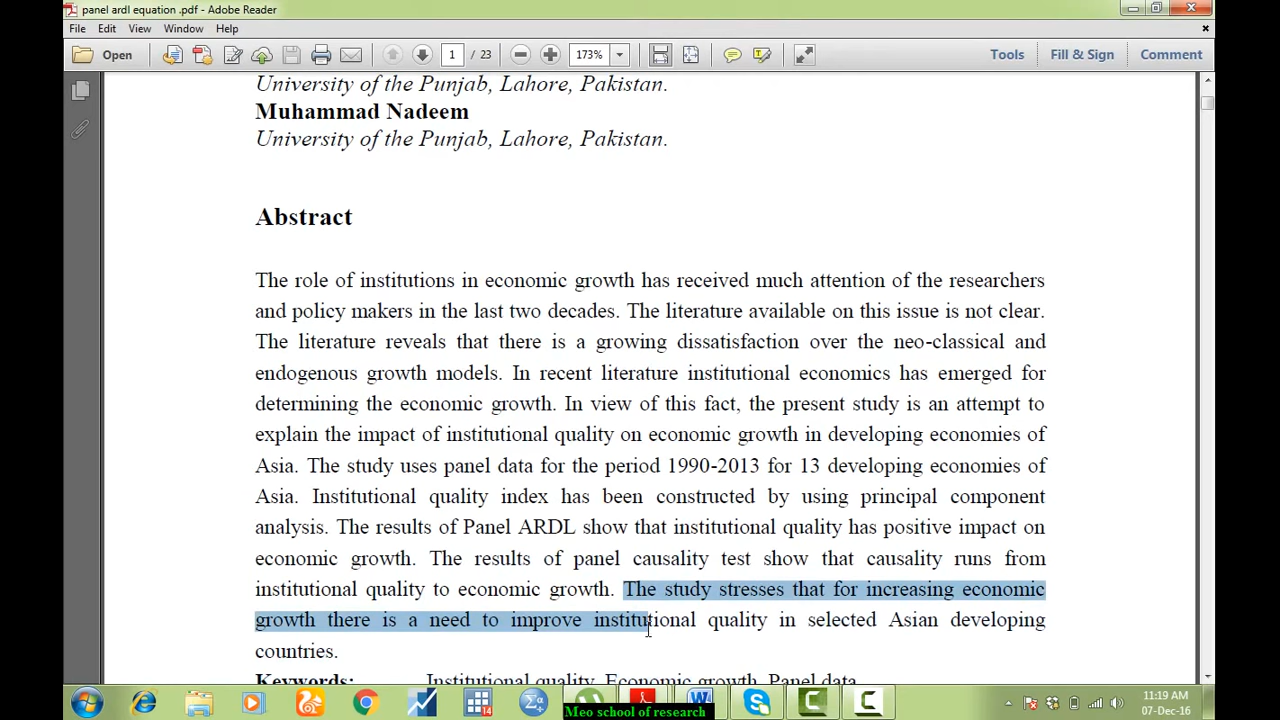 panel ardl equation .pdf - Adobe Reader
File Edit View Window Help
Open 1 / 23 173% Tools Fill & Sign Comment
University of the Punjab, Lahore, Pakistan.
Muhammad Nadeem
University of the Punjab, Lahore, Pakistan.
Abstract
The role of institutions in economic growth has received much attention of the researchers
and policy makers in the last two decades. The literature available on this issue is not clear.
The literature reveals that there is a growing dissatisfaction over the neo-classical and
endogenous growth models. In recent literature institutional economics has emerged for
determining the economic growth. In view of this fact, the present study is an attempt to
explain the impact of institutional quality on economic growth in developing economies of
Asia. The study uses panel data for the period 1990-2013 for 13 developing economies of
Asia. Institutional quality index has been constructed by using principal component
analysis. The results of Panel ARDL show that institutional quality has positive impact on
economic growth. The results of panel causality test show that causality runs from
institutional quality to economic growth. The study stresses that for increasing economic
growth there is a need to improve institutional quality in selected Asian developing
countries.
Keywords: Institutional quality, Economic growth, Panel data
14
Meo school of research
11:19 AM
07-Dec-16